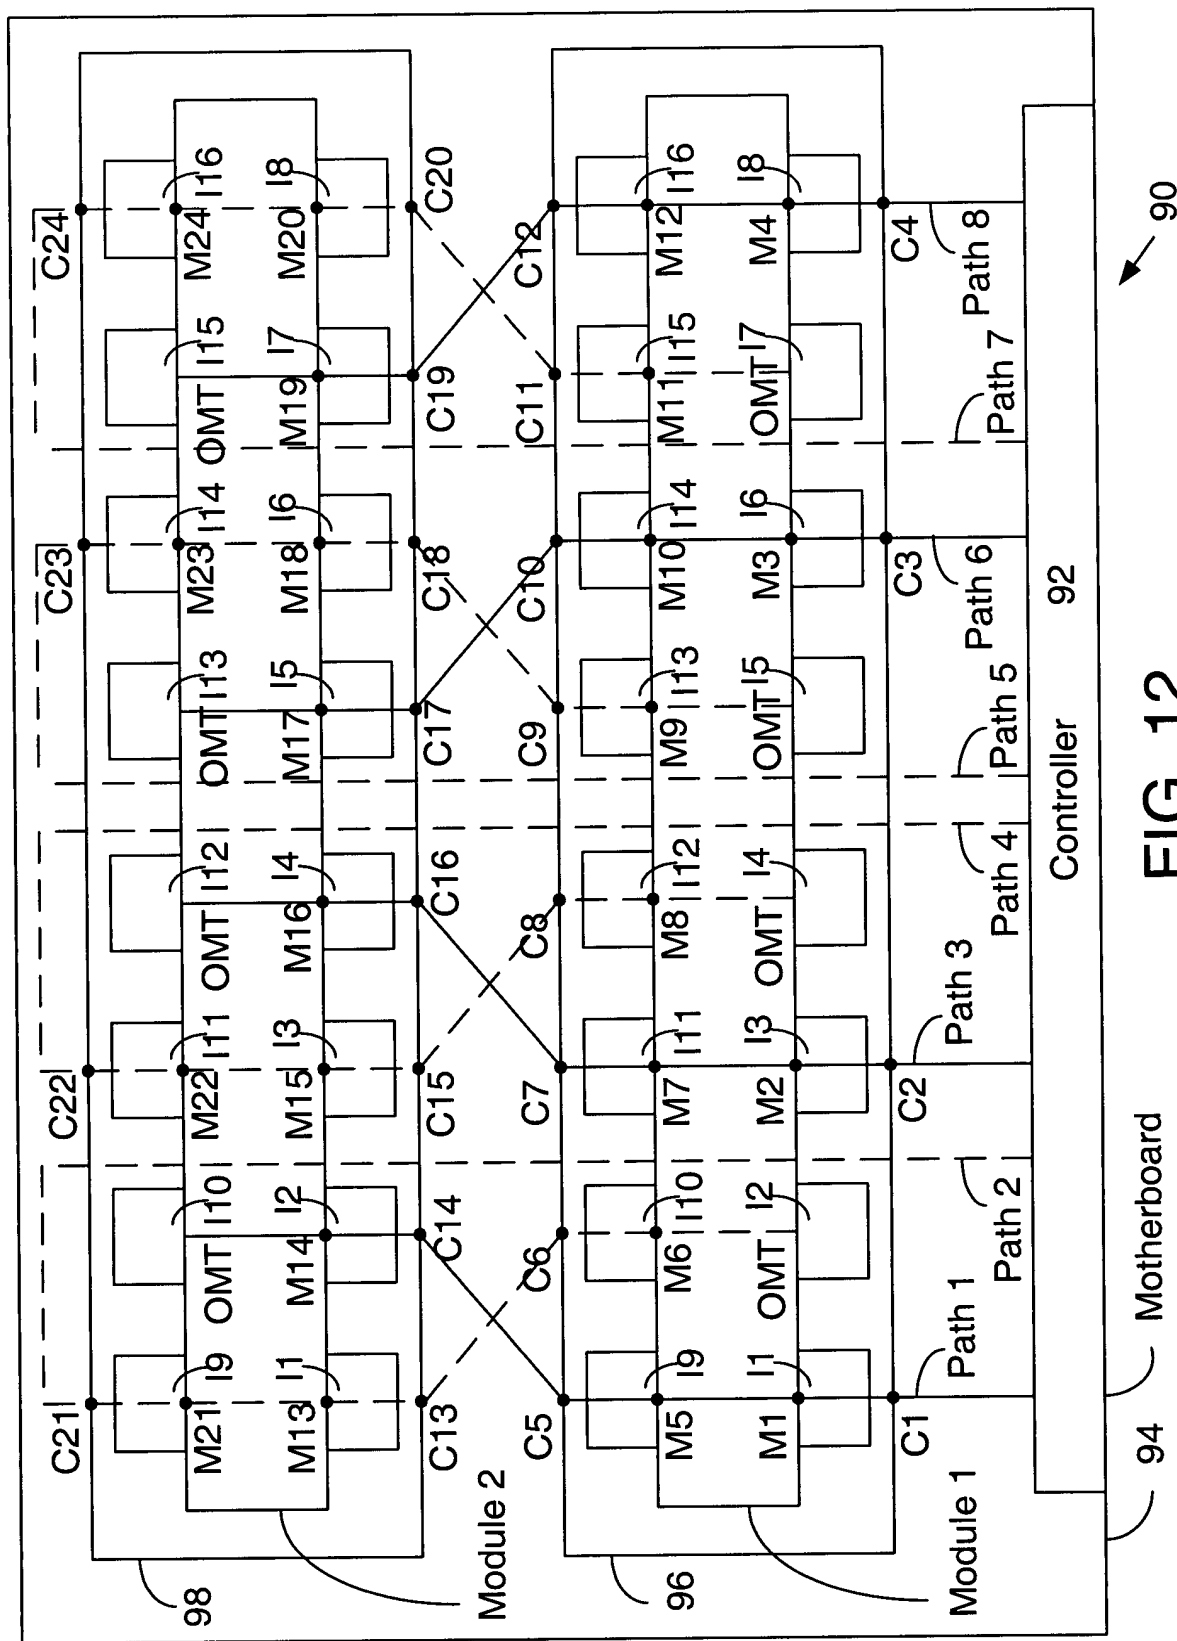 C21
C22
C23
C24
I9
I10
I11
I12
I13
I14
I15
I16
M21
OMT
M22
OMT
OMT
M23
OMT
M24
I1
I2
I3
I4
I5
I6
I7
I8
M13
M14
M15
M16
M17
M18
M19
M20
98
C13
C14
C15
C16
C17
C18
C19
C20
Module 2
C5
C6
C7
C8
C9
C10
C11
C12
I9
I10
I11
I12
I13
I14
I15
I16
M5
M6
M7
M8
M9
M10
M11
M12
I1
I2
I3
I4
I5
I6
I7
I8
M1
OMT
M2
OMT
OMT
M3
OMT
M4
96
C1
C2
C3
C4
Module 1
Path 1
Path 2
Path 3
Path 4
Path 5
Path 6
Path 7
Path 8
Controller
92
94
Motherboard
90
FIG. 12